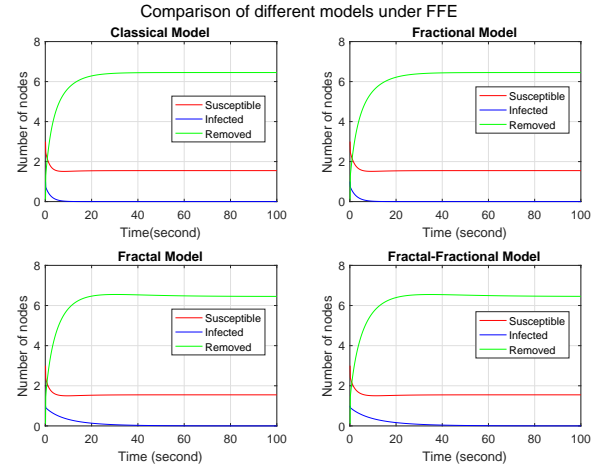 Comparison of different models under FFE
Classical Model
Number of nodes
8
6
4
2
0
Susceptible
Infected
Removed
0 20 40 60 80 100
Time(second)
Fractional Model
Number of nodes
8
6
4
2
0
Susceptible
Infected
Removed
0 20 40 60 80 100
Time (second)
Fractal Model
Number of nodes
8
6
4
2
0
Susceptible
Infected
Removed
0 20 40 60 80 100
Time (second)
Fractal-Fractional Model
Number of nodes
8
6
4
2
0
Susceptible
Infected
Removed
0 20 40 60 80 100
Time (second)